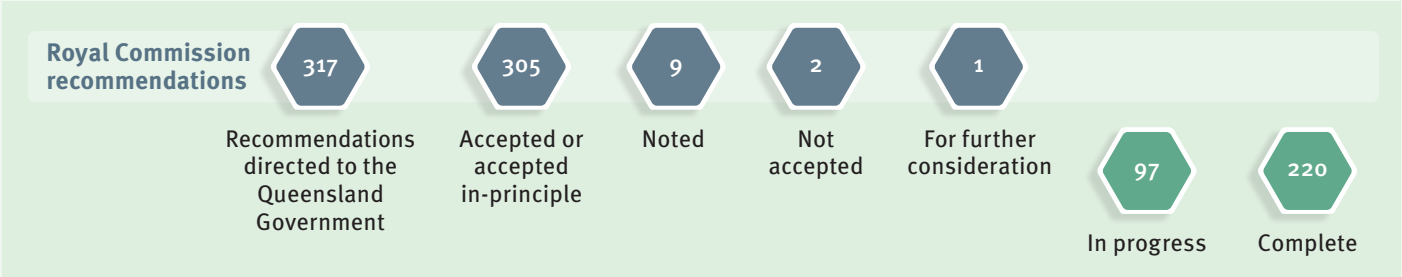 Royal Commission
recommendations
317
305
9
2
1
Recommendations
directed to the
Queensland
Government
Accepted or
accepted
in-principle
Noted
Not
accepted
For further
consideration
97
220
In progress
Complete